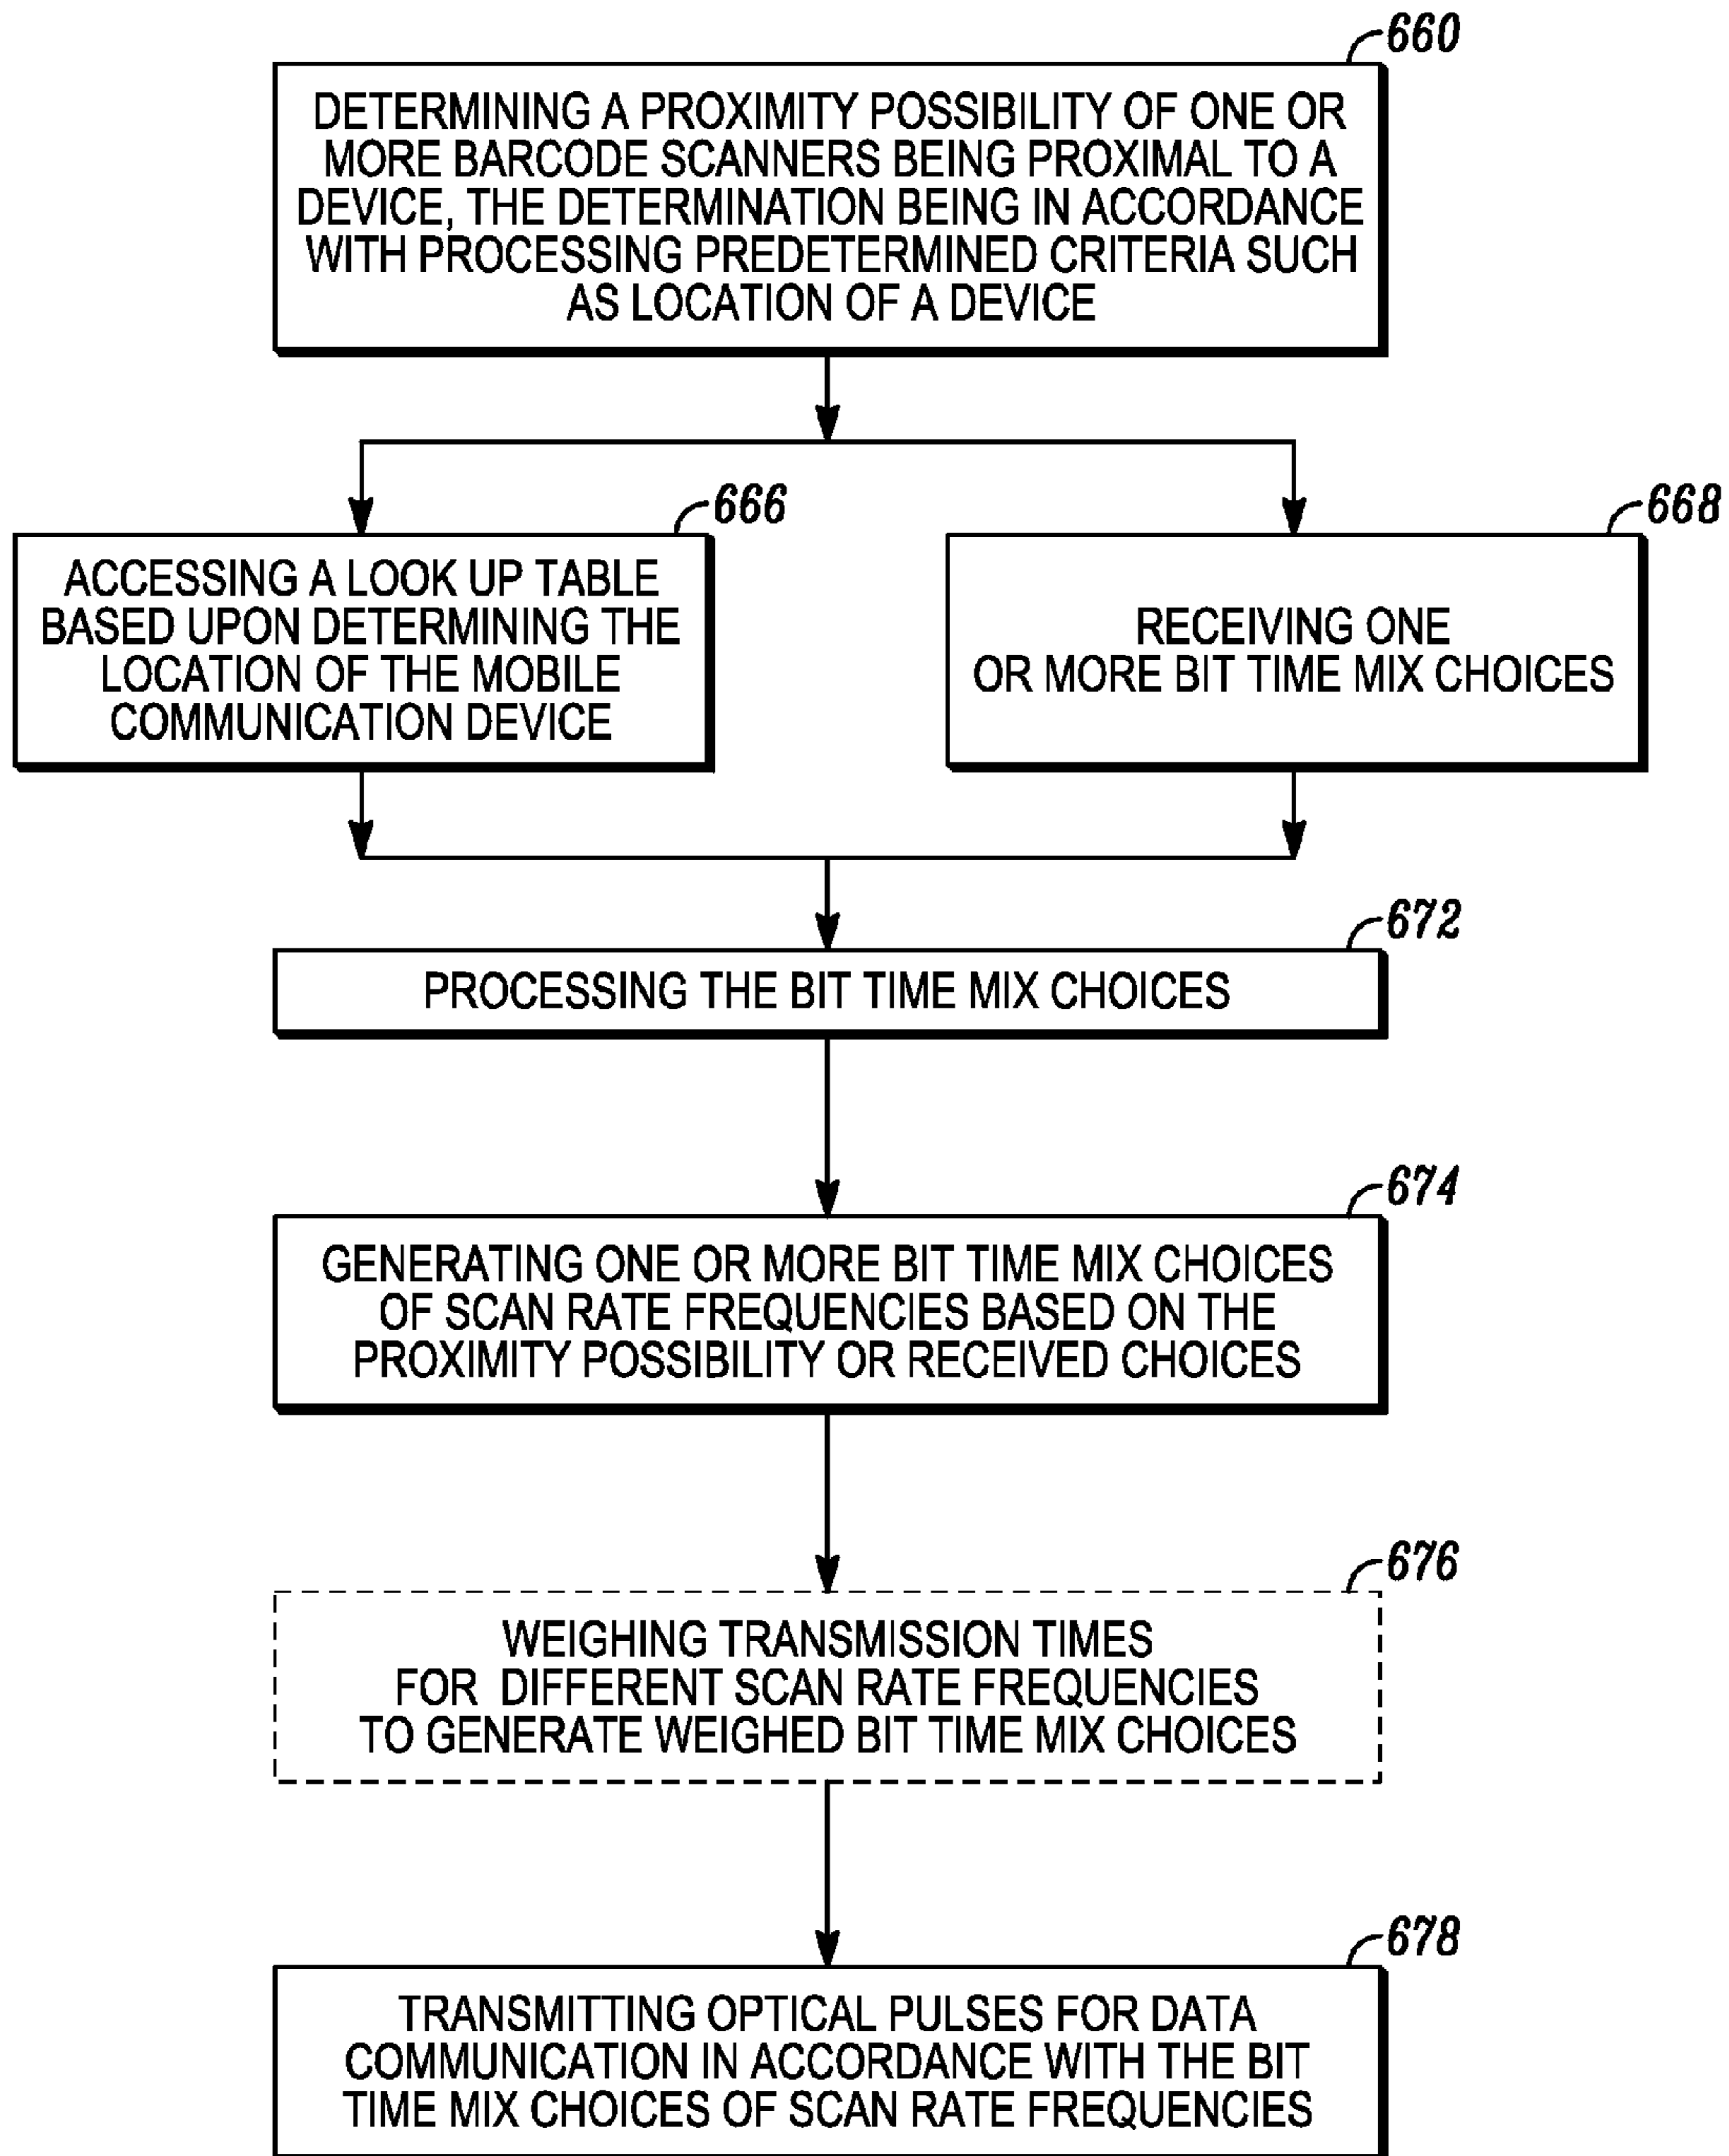 660
DETERMINING A PROXIMITY POSSIBILITY OF ONE OR
MORE BARCODE SCANNERS BEING PROXIMAL TO A
DEVICE, THE DETERMINATION BEING IN ACCORDANCE
WITH PROCESSING PREDETERMINED CRITERIA SUCH
AS LOCATION OF A DEVICE
666
ACCESSING A LOOK UP TABLE
BASED UPON DETERMINING THE
LOCATION OF THE MOBILE
COMMUNICATION DEVICE
668
RECEIVING ONE
OR MORE BIT TIME MIX CHOICES
672
PROCESSING THE BIT TIME MIX CHOICES
674
GENERATING ONE OR MORE BIT TIME MIX CHOICES
OF SCAN RATE FREQUENCIES BASED ON THE
PROXIMITY POSSIBILITY OR RECEIVED CHOICES
676
WEIGHING TRANSMISSION TIMES
FOR DIFFERENT SCAN RATE FREQUENCIES
TO GENERATE WEIGHED BIT TIME MIX CHOICES
678
TRANSMITTING OPTICAL PULSES FOR DATA
COMMUNICATION IN ACCORDANCE WITH THE BIT
TIME MIX CHOICES OF SCAN RATE FREQUENCIES